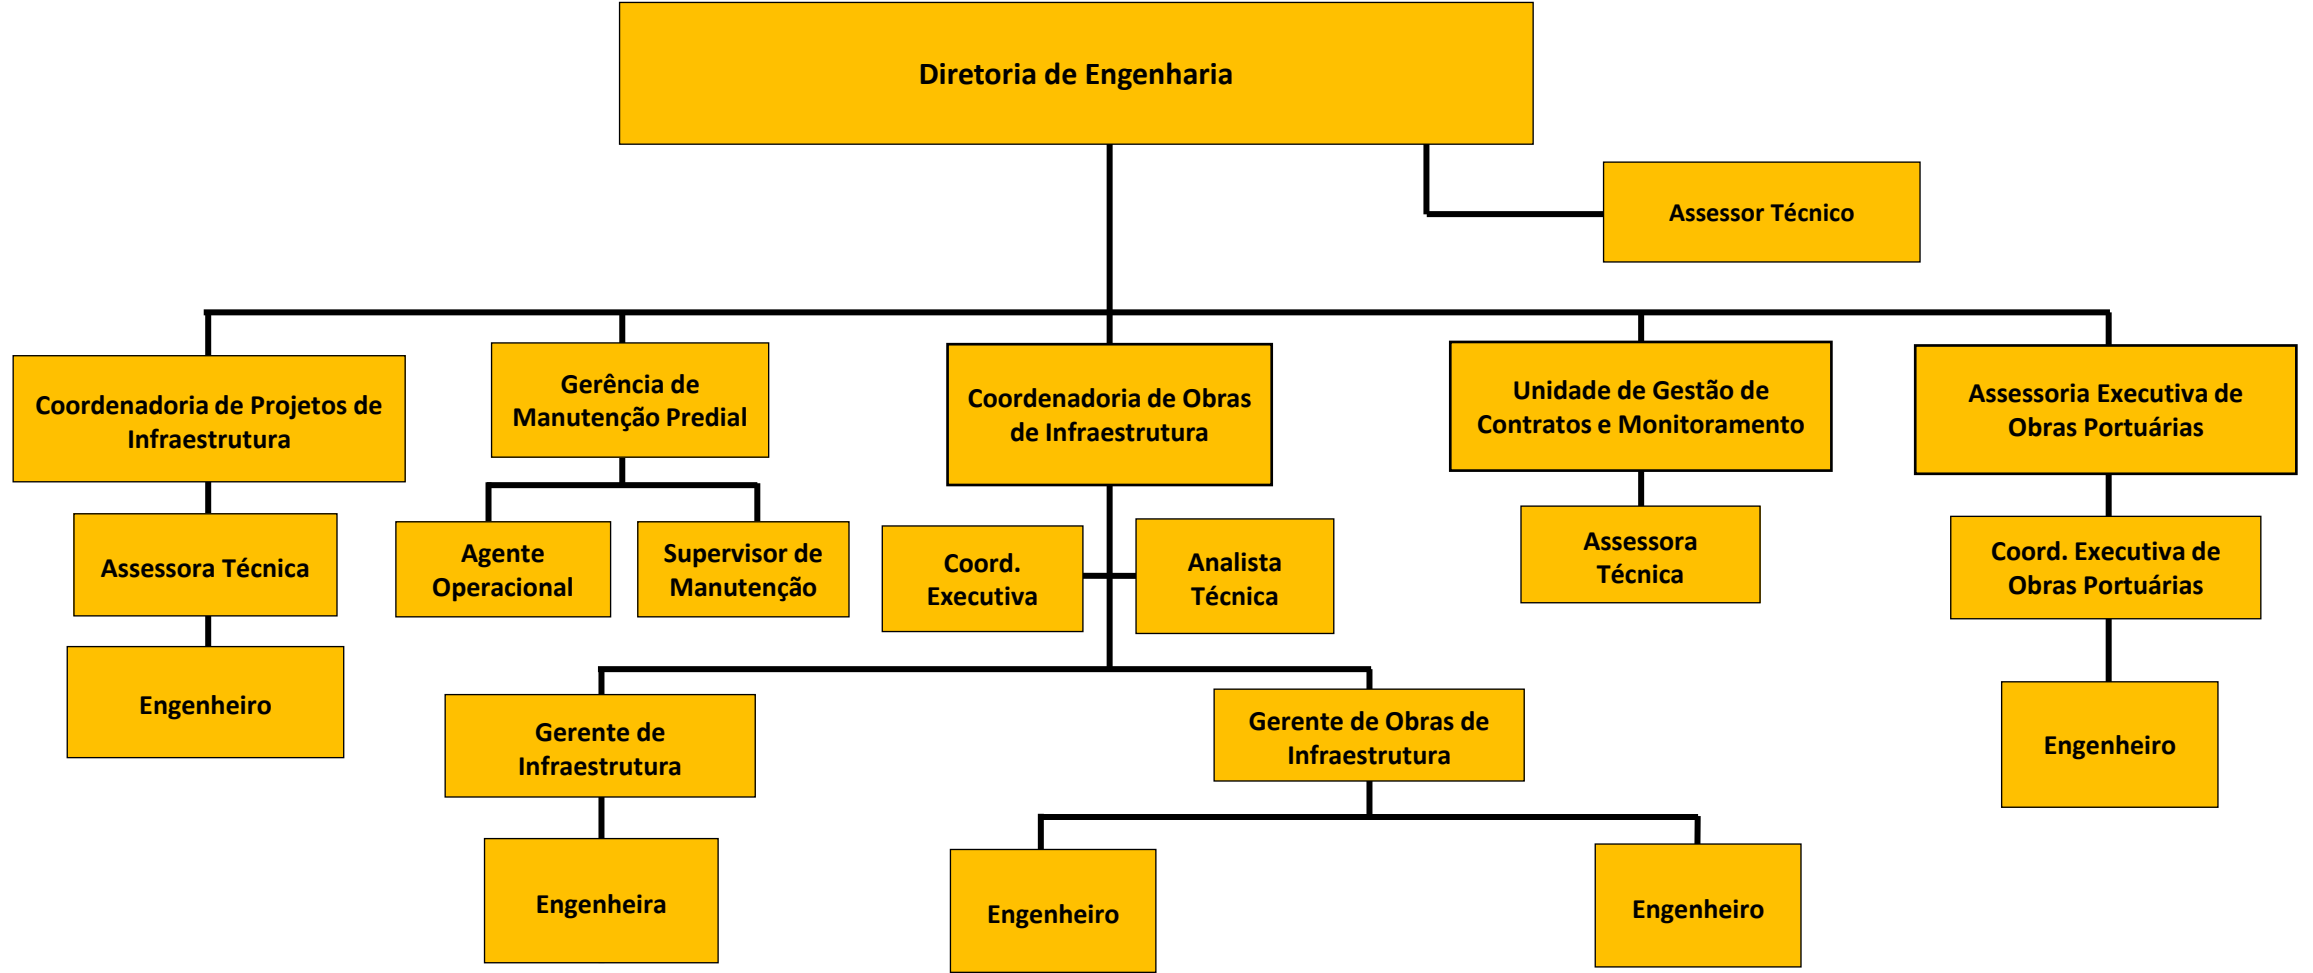 Diretoria de Engenharia
Assessor Técnico
Coordenadoria de Projetos de
Infraestrutura
Gerência de
Manutenção Predial
Coordenadoria de Obras
de Infraestrutura
Unidade de Gestão de
Contratos e Monitoramento
Assessoria Executiva de
Obras Portuárias
Assessora Técnica
Agente
Operacional
Supervisor de
Manutenção
Coord.
Executiva
Analista
Técnica
Assessora
Técnica
Coord. Executiva de
Obras Portuárias
Engenheiro
Gerente de
Infraestrutura
Gerente de Obras de
Infraestrutura
Engenheiro
Engenheira
Engenheiro
Engenheiro